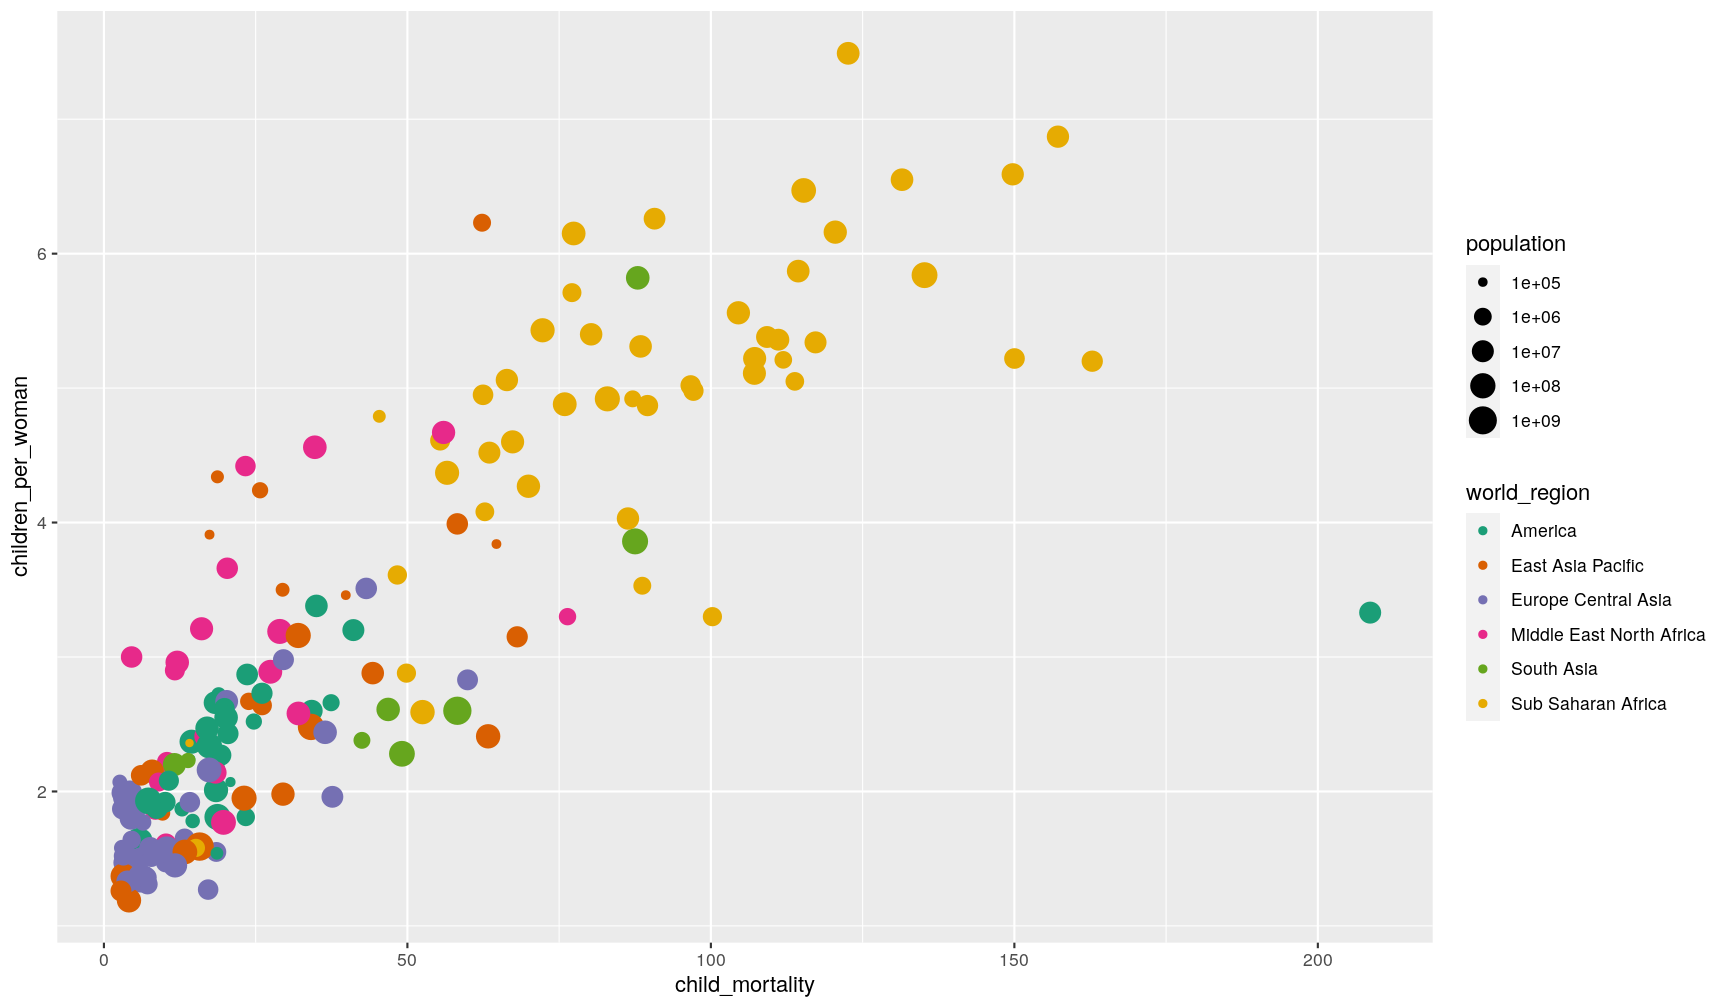 children_per_woman
6
4
2
0
50
100
150
200
child_mortality
population
1e+05
1e+06
1e+07
1e+08
1e+09
world_region
America
East Asia Pacific
Europe Central Asia
Middle East North Africa
South Asia
Sub Saharan Africa